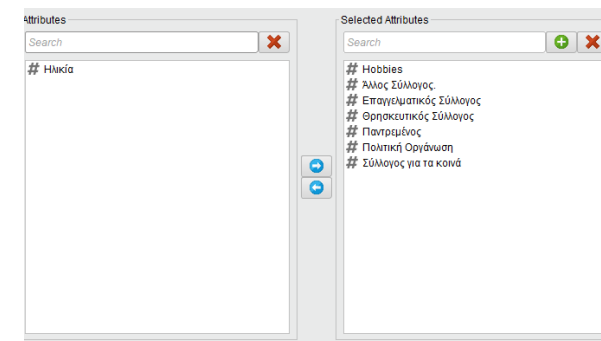 Attributes
Search
# Ηλικία
Selected Attributes
Search
# Hobbies
# Άλλος Σύλλογος.
# Επαγγελματικός Σύλλογος
# Θρησκευτικός Σύλλογος
# Παντρεμένος
# Πολιτική Οργάνωση
# Σύλλογος για τα κοινά